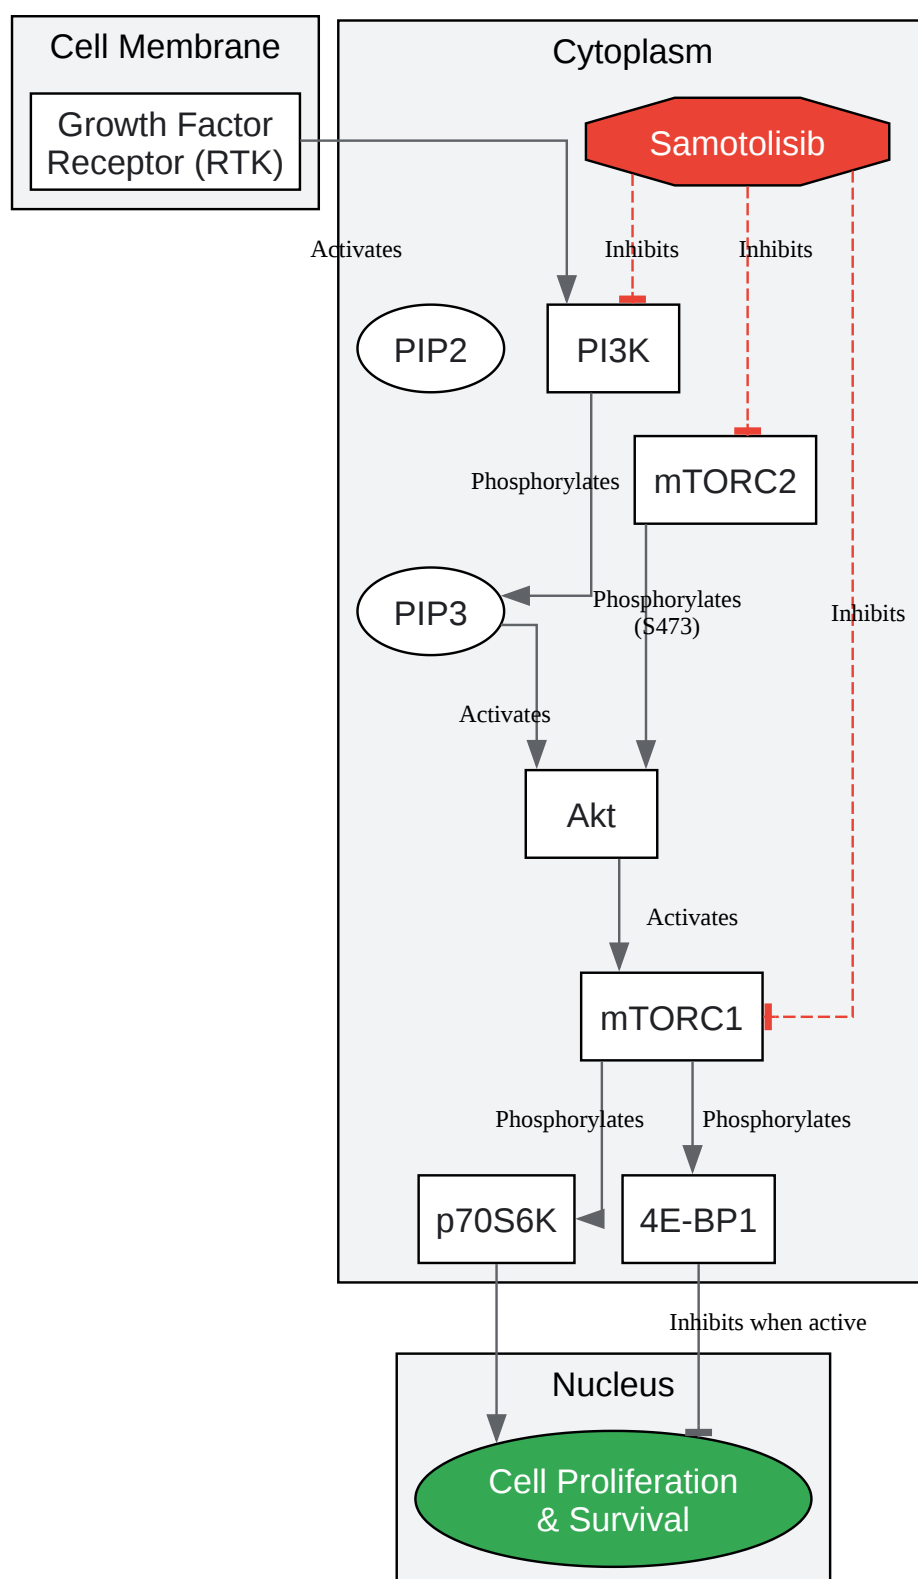 Cell Membrane
Growth Factor
Receptor (RTK)
Cytoplasm
Samotolisib
Activates
Inhibits
Inhibits
PIP2
PI3K
Phosphorylates
mTORC2
PIP3
Phosphorylates
(S473)
Inhibits
Activates
Akt
Activates
mTORC1
Phosphorylates
Phosphorylates
p70S6K
4E-BP1
Inhibits when active
Nucleus
Cell Proliferation
& Survival